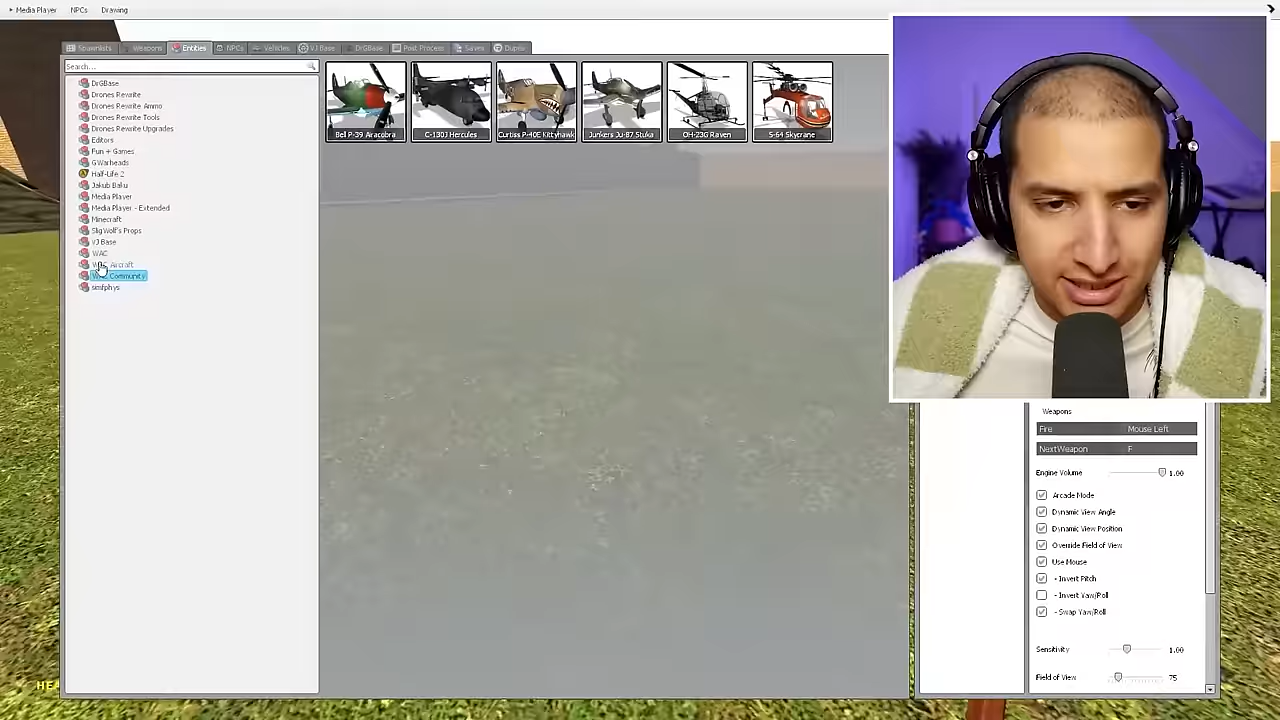 Media Player NPCs Drawing
Spawnlists Weapons Entities NPCs Vehicles VJ Base DrGBase Post Process Saves Dupes
Search...
DrGBase
Drones Rewrite
Drones Rewrite Ammo
Drones Rewrite Tools
Drones Rewrite Upgrades
Editors
Fun + Games
GWarheads
Half-Life 2
Jakub Baku
Media Player
Media Player - Extended
Minecraft
SligWolf's Props
VJ Base
WAC
WAC Aircraft
WAC Community
simfphys
Bell P-39 Airacobra
C-130J Hercules
Curtiss P-40E Kittyhawk
Junkers Ju-87 Stuka
OH-23G Raven
S-64 Skycrane
Weapons
Fire Mouse Left
NextWeapon F
Engine Volume 1.00
Arcade Mode
Dynamic View Angle
Dynamic View Position
Override Field of View
Use Mouse
- Invert Pitch
- Invert Yaw/Roll
- Swap Yaw/Roll
Sensitivity 1.00
Field of View 75